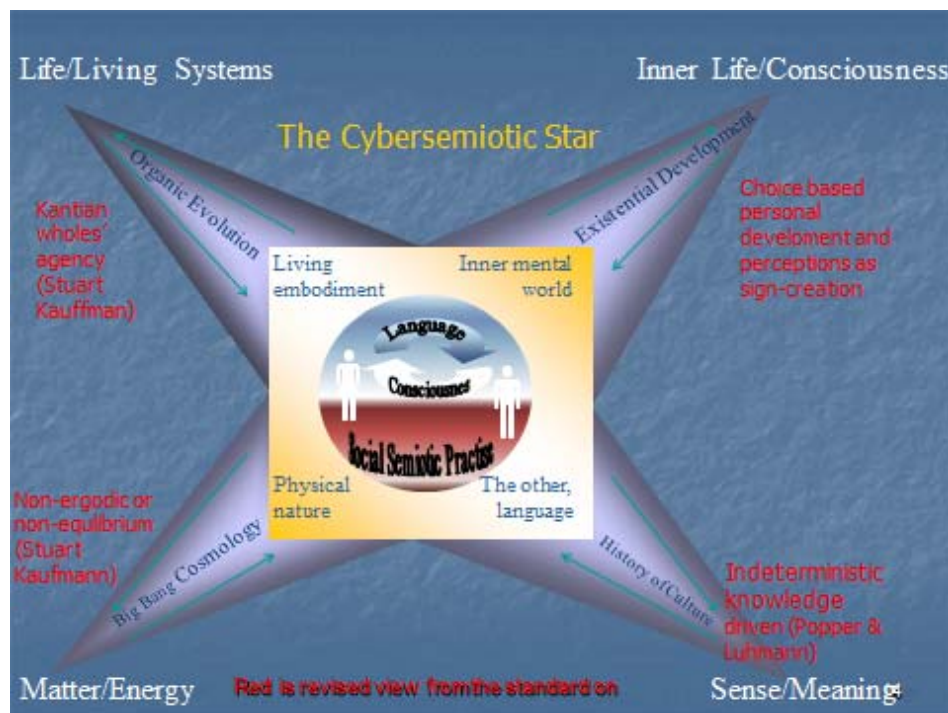 Life/Living Systems
Inner Life/Consciousness
The Cybersemiotic Star
Organic Evolution
Existential Development
Kantian
wholes'
agency
(Stuart
Kauffman)
Choice based
personal
develoment and
perceptions as
sign-creation
Living
embodiment
Inner mental
world
Language
Consciousnes
Social Semiotic Practise
Physical
nature
The other,
language
Non-ergodic or
non-equlibrium
(Stuart
Kaufmann)
Big Bang Cosmology
History of Culture
Indeterministic
knowledge
driven (Popper &
Luhmann)
Matter/Energy
Red is revised view from the standard on
Sense/Meaning
4